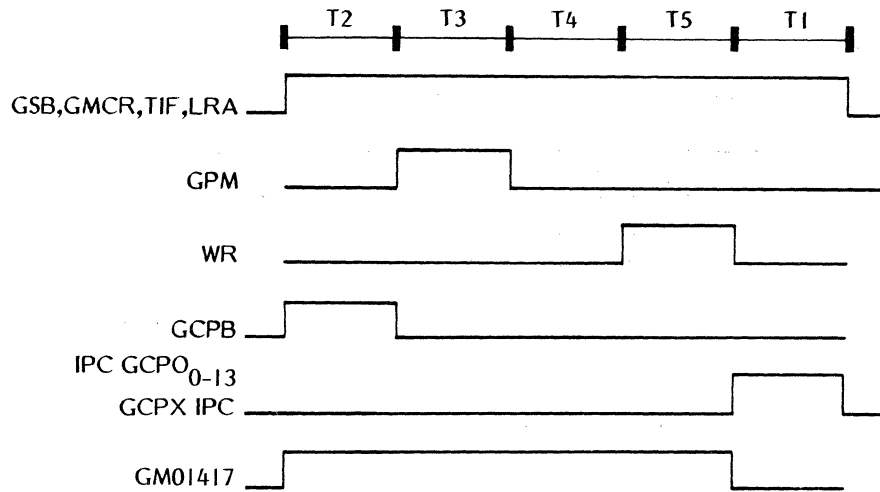 T2 T3 T4 T5 T1
GSB,GMCR,TIF,LRA
GPM
WR
GCPB
IPC GCPO0-13
GCPX IPC
GM01417